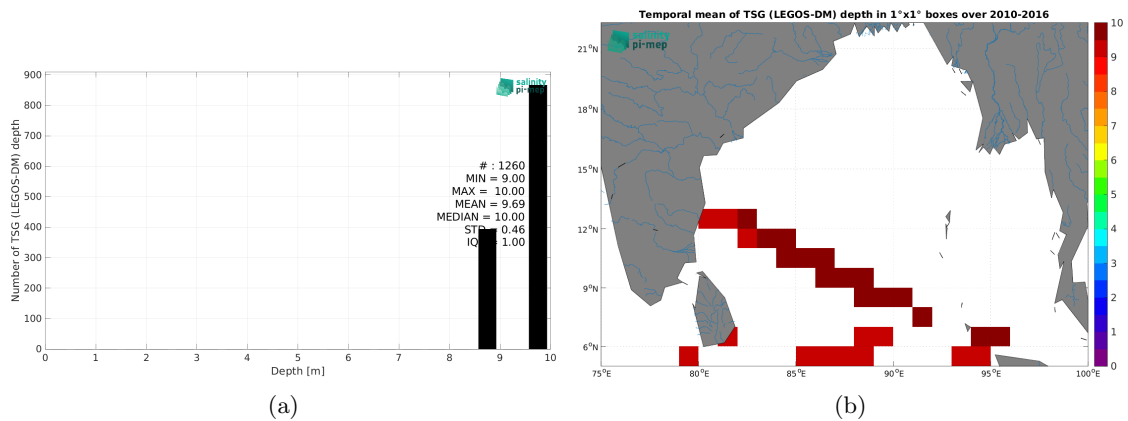 Temporal mean of TSG (LEGOS-DM) depth in 1°x1° boxes over 2010-2016
salinity
pi-mep
Number of TSG (LEGOS-DM) depth
900
800
700
600
500
400
300
200
100
0
# : 1260
MIN = 9.00
MAX = 10.00
MEAN = 9.69
MEDIAN = 10.00
STD = 0.46
= 1.00
0 1 2 3 4 5 6 7 8 9 10
Depth [m]
(a)
salinity
pi-mep
21°N
18°N
15°N
12°N
9°N
6°N
75°E 80°E 85°E 90°E 95°E 100°E
10
9
8
7
6
5
4
3
2
1
0
(b)